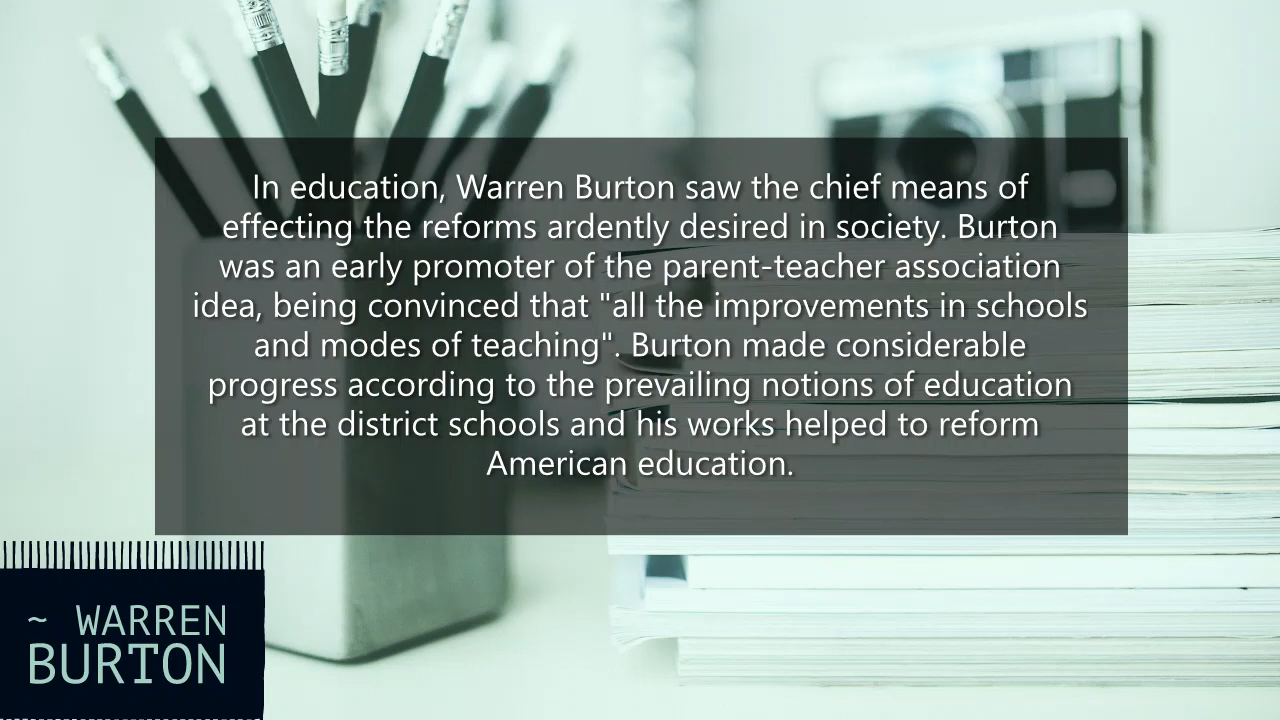 In education, Warren Burton saw the chief means of
effecting the reforms ardently desired in society. Burton
was an early promoter of the parent-teacher association
idea, being convinced that "all the improvements in schools
and modes of teaching". Burton made considerable
progress according to the prevailing notions of education
at the district schools and his works helped to reform
American education.
~ WARREN
BURTON